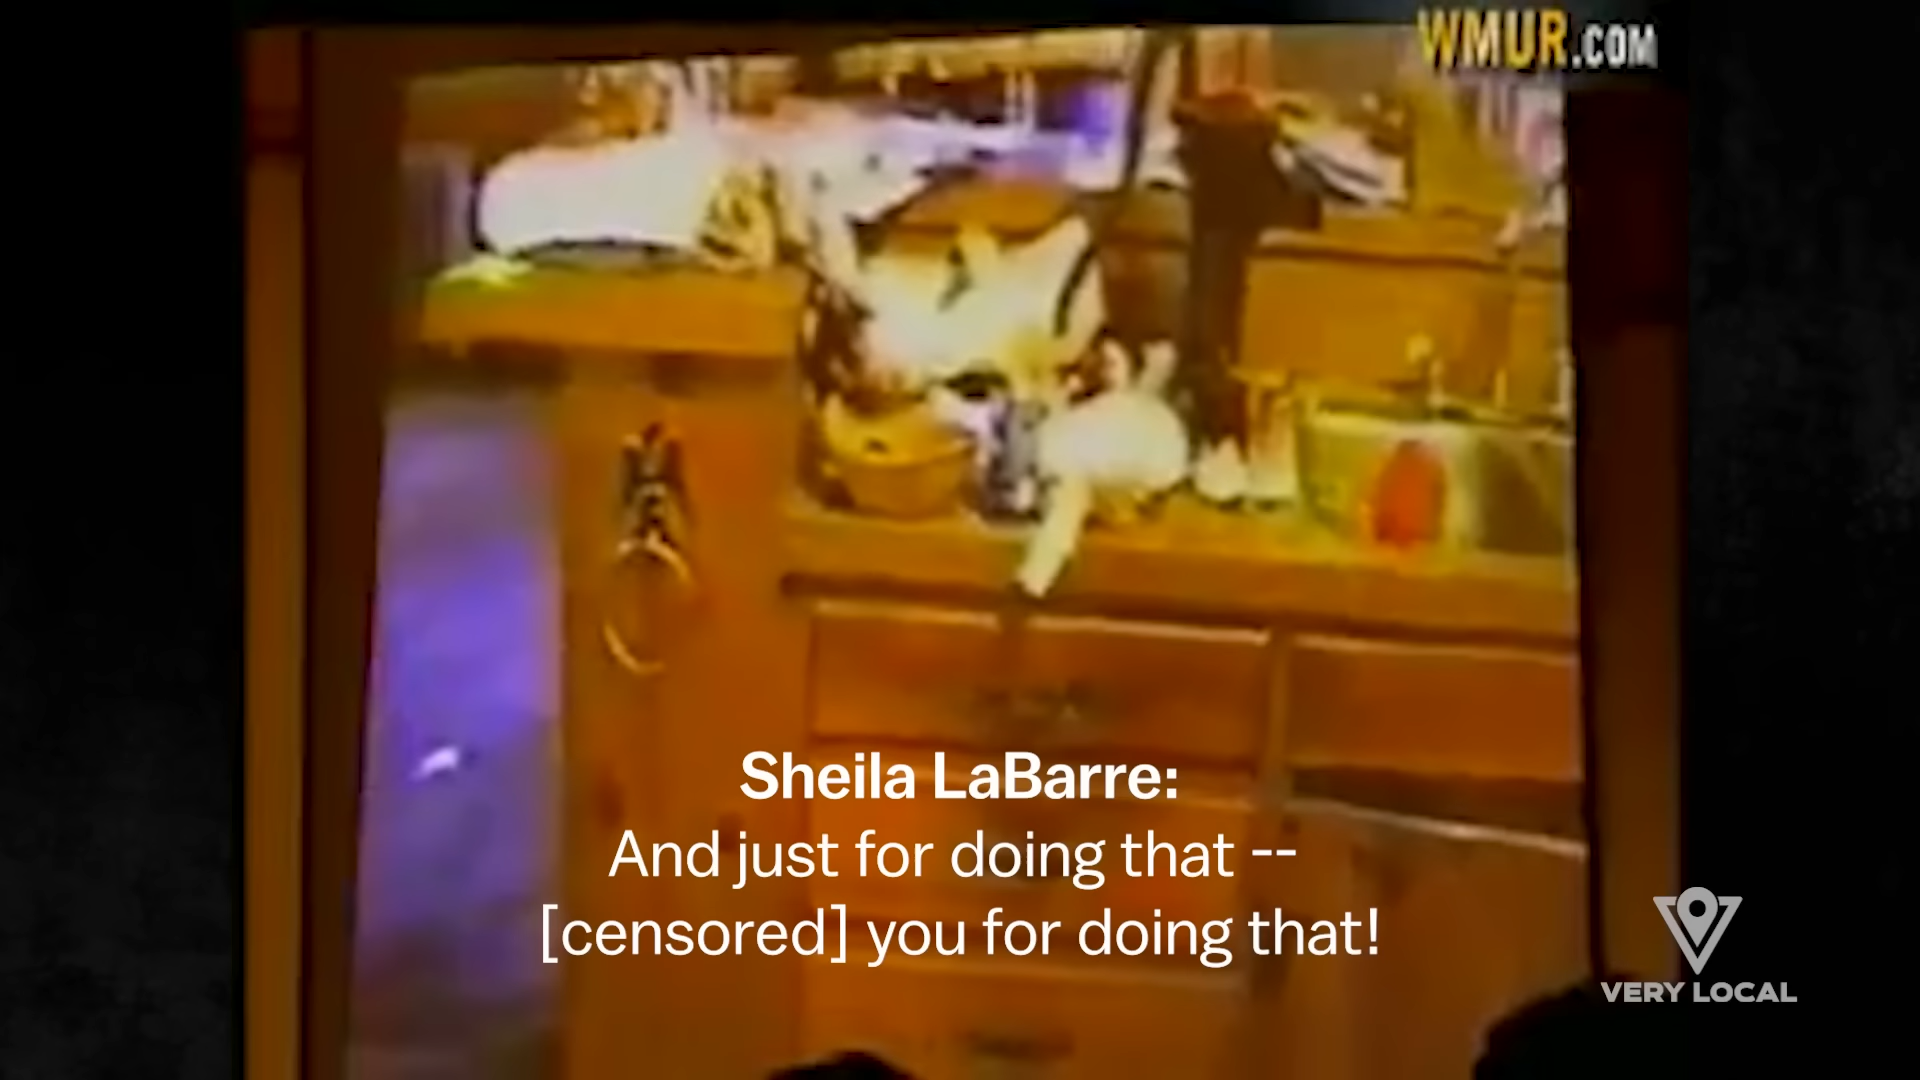 WMUR.COM
Sheila LaBarre:
And just for doing that --
[censored] you for doing that!
VERY LOCAL